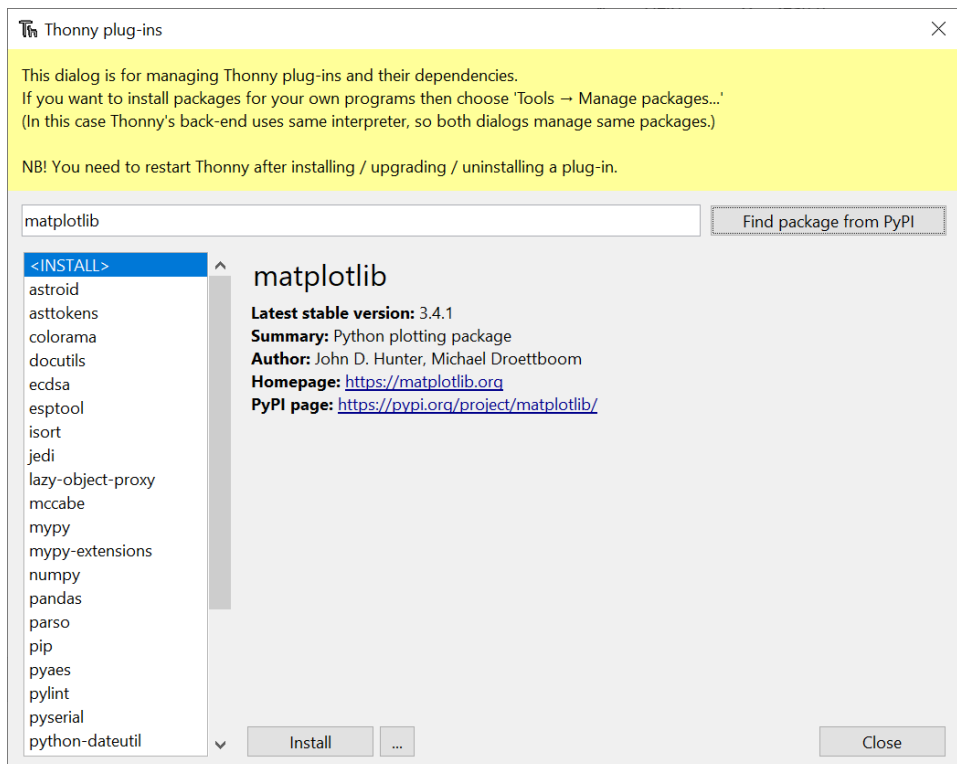 Thonny plug-ins
This dialog is for managing Thonny plug-ins and their dependencies.
If you want to install packages for your own programs then choose 'Tools → Manage packages...'
(In this case Thonny's back-end uses same interpreter, so both dialogs manage same packages.)
NB! You need to restart Thonny after installing / upgrading / uninstalling a plug-in.
matplotlib
Find package from PyPI
<INSTALL>
astroid
asttokens
colorama
docutils
ecdsa
esptool
isort
jedi
lazy-object-proxy
mccabe
mypy
mypy-extensions
numpy
pandas
parso
pip
pyaes
pylint
pyserial
python-dateutil
matplotlib
Latest stable version: 3.4.1
Summary: Python plotting package
Author: John D. Hunter, Michael Droettboom
Homepage: https://matplotlib.org
PyPI page: https://pypi.org/project/matplotlib/
Install
...
Close